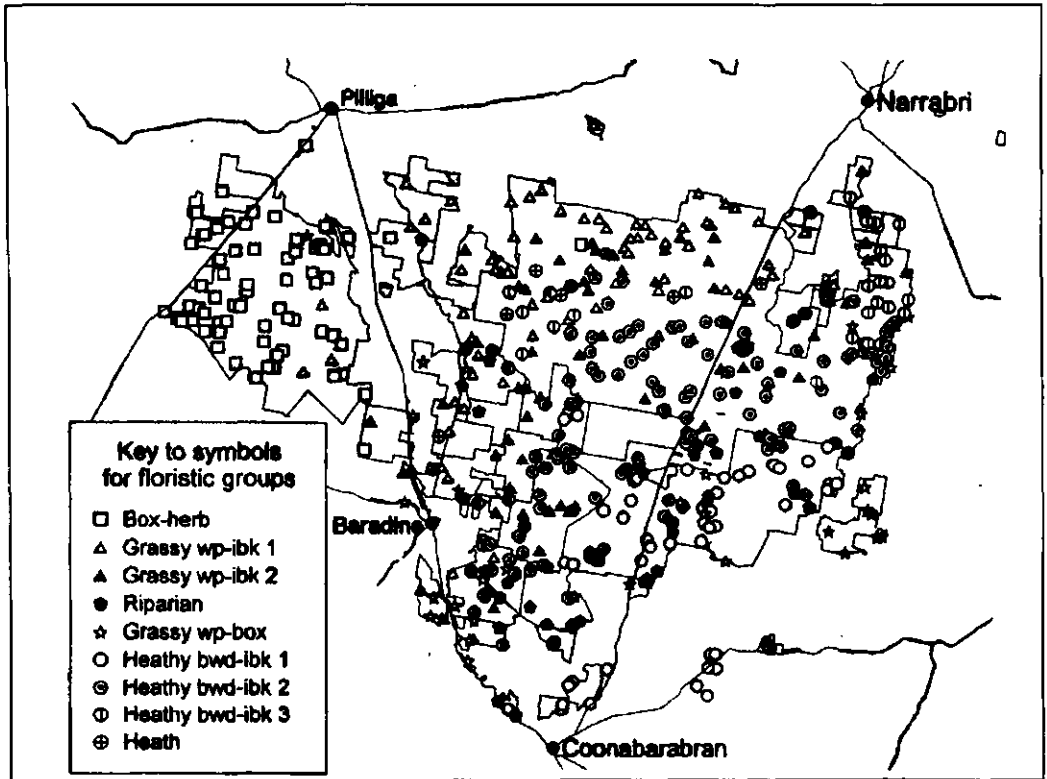 Pilliga
Narrabri
Key to symbols
for floristic groups
Box-herb
Grassy wp-ibk 1
Grassy wp-ibk 2
Riparian
Grassy wp-box
Heathy bwd-ibk 1
Heathy bwd-ibk 2
Heathy bwd-ibk 3
Heath
Baradine
Coonabarabran